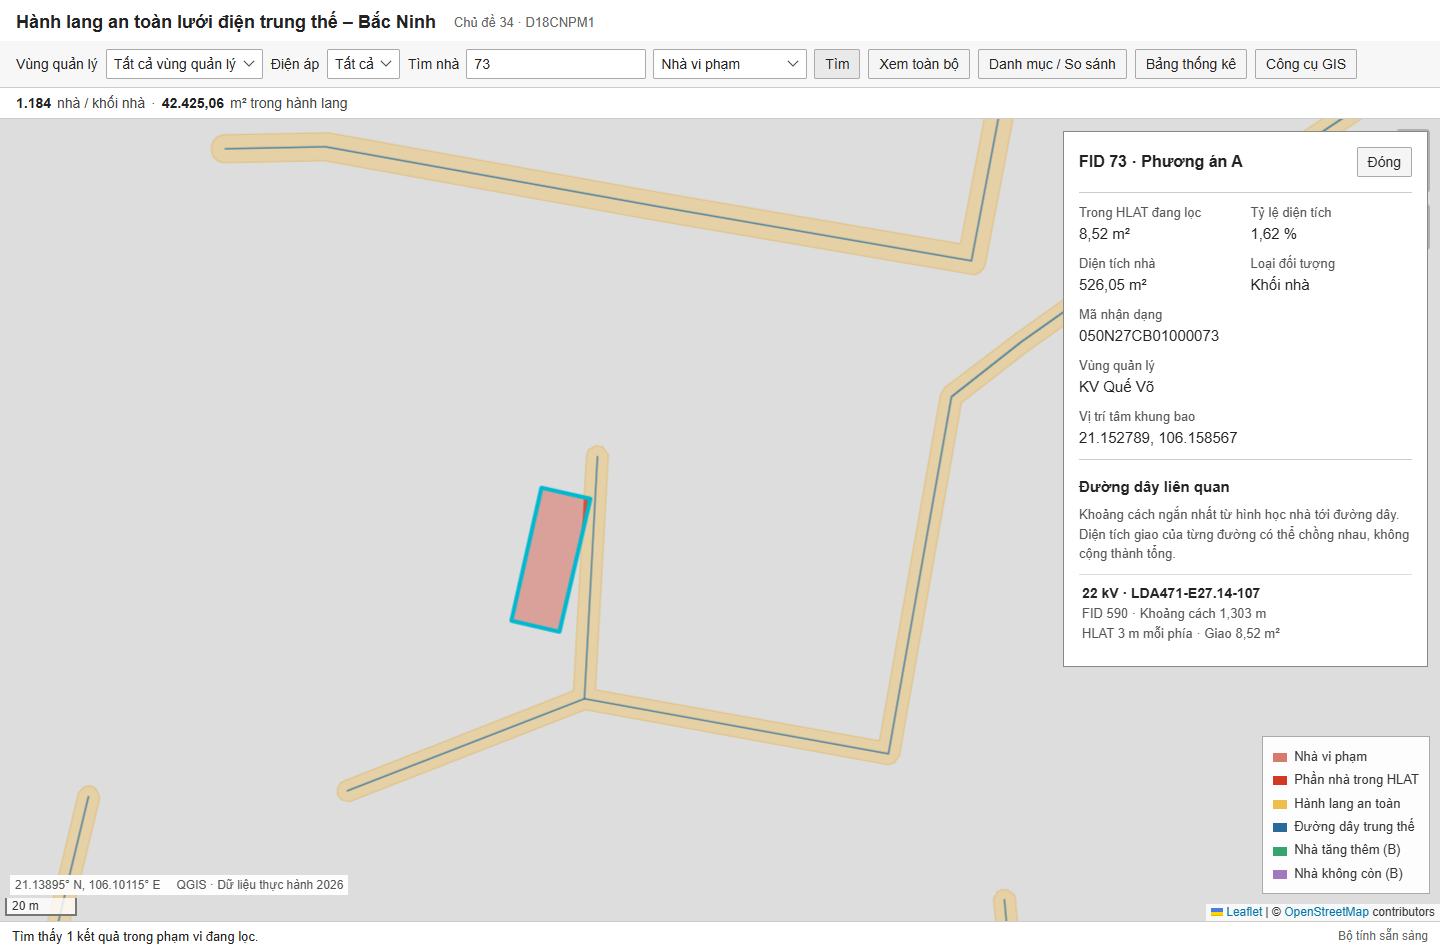 Hành lang an toàn lưới điện trung thế – Bắc Ninh Chủ đề 34 · D18CNPM1
Vùng quản lý Tất cả vùng quản lý Điện áp Tất cả Tìm nhà 73 Nhà vi phạm Tìm Xem toàn bộ Danh mục / So sánh Bảng thống kê Công cụ GIS
1.184 nhà / khối nhà · 42.425,06 m² trong hành lang
FID 73 · Phương án A Đóng
Trong HLAT đang lọc Tỷ lệ diện tích
8,52 m² 1,62 %
Diện tích nhà Loại đối tượng
526,05 m² Khối nhà
Mã nhận dạng
050N27CB01000073
Vùng quản lý
KV Quế Võ
Vị trí tâm khung bao
21.152789, 106.158567
Đường dây liên quan
Khoảng cách ngắn nhất từ hình học nhà tới đường dây.
Diện tích giao của từng đường có thể chồng nhau, không
cộng thành tổng.
22 kV · LDA471-E27.14-107
FID 590 · Khoảng cách 1,303 m
HLAT 3 m mỗi phía · Giao 8,52 m²
Nhà vi phạm
Phần nhà trong HLAT
Hành lang an toàn
Đường dây trung thế
Nhà tăng thêm (B)
Nhà không còn (B)
21.13895° N, 106.10115° E QGIS · Dữ liệu thực hành 2026
20 m
Leaflet | © OpenStreetMap contributors
Tìm thấy 1 kết quả trong phạm vi đang lọc. Bộ tính sẵn sàng